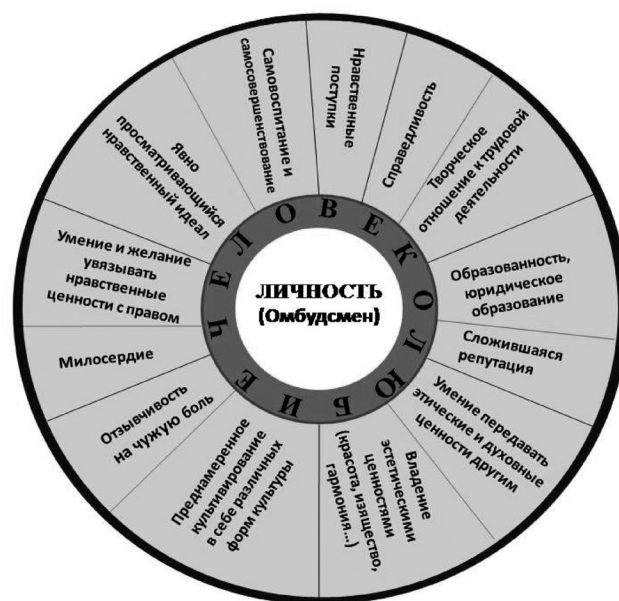 ЛИЧНОСТЬ
(Омбудсмен)
ЧЕЛОВЕКОЛЮБИЕ
Нравственные
поступки
Справедливость
Творческое
отношение к трудовой
деятельности
Образованность,
юридическое
образование
Сложившаяся
репутация
Умение передавать
этические и духовные
ценности другим
Владение
эстетическими
ценностями
(красота, изящество,
гармония...)
Преднамеренное
культивирование
в себе различных
форм культуры
Отзывчивость
на чужую боль
Милосердие
Умение и желание
увязывать
нравственные
ценности с правом
Явно
просматривающийся
нравственный идеал
Самовоспитание и
самосовершенствование